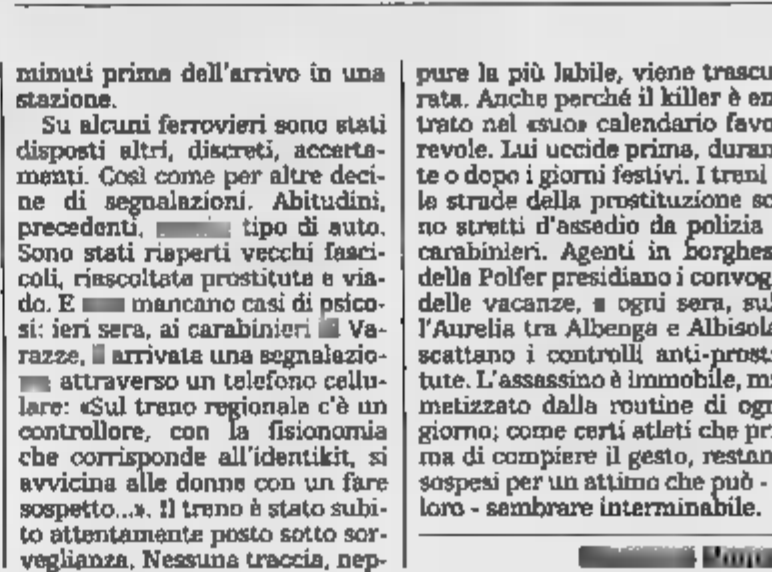 minuti prima dell'arrivo in una
stazione.
Su alcuni ferrovieri sono stati
disposti altri, discreti, accerta-
menti. Così come per altre deci-
ne di segnalazioni. Abitudini,
precedenti, tipo di auto.
Sono stati riaperti vecchi fasci-
coli, riascoltate prostitute e via-
do. E mancano casi di psico-
si: ieri sera, ai carabinieri Va-
razze, arrivata una segnalazio-
attraverso un telefono cellu-
lare: «Sul treno regionale c'è un
controllore, con la fisionomia
che corrisponde all'identikit, si
avvicina alle donne con un fare
sospetto...». Il treno è stato subi-
to attentamente posto sotto sor-
veglianza. Nessuna traccia, nep-
pure la più labile, viene trascu
rata. Anche perché il killer è en
trato nel «suo» calendario favo
revole. Lui uccide prima, duran
te o dopo i giorni festivi. I treni
le strade della prostituzione so
no stretti d'assedio da polizia
carabinieri. Agenti in borghes
della Polfer presidiano i convog
delle vacanze, ogni sera, su
l'Aurelia tra Albenga e Albisola
scattano i controlli anti-prosti
tute. L'assassino è immobile, mi
metizzato dalla routine di ogn
giorno; come certi atleti che pri
ma di compiere il gesto, restan
sospesi per un attimo che può -
loro - sembrare interminabile.